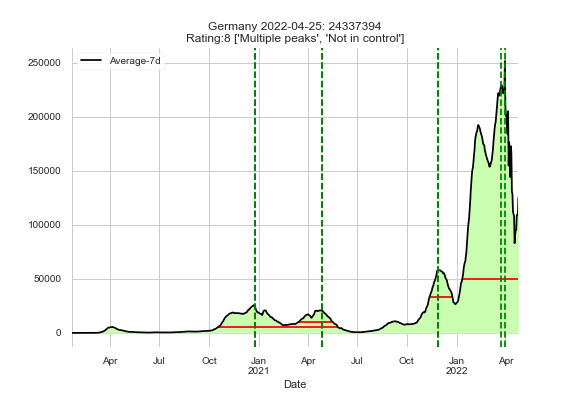 Germany 2022-04-25: 24337394
Rating:8 ['Multiple peaks', 'Not in control']
Average-7d
250000
200000
150000
100000
50000
0
Apr Jul Oct Jan Apr Jul Oct Jan Apr
2021 2022
Date